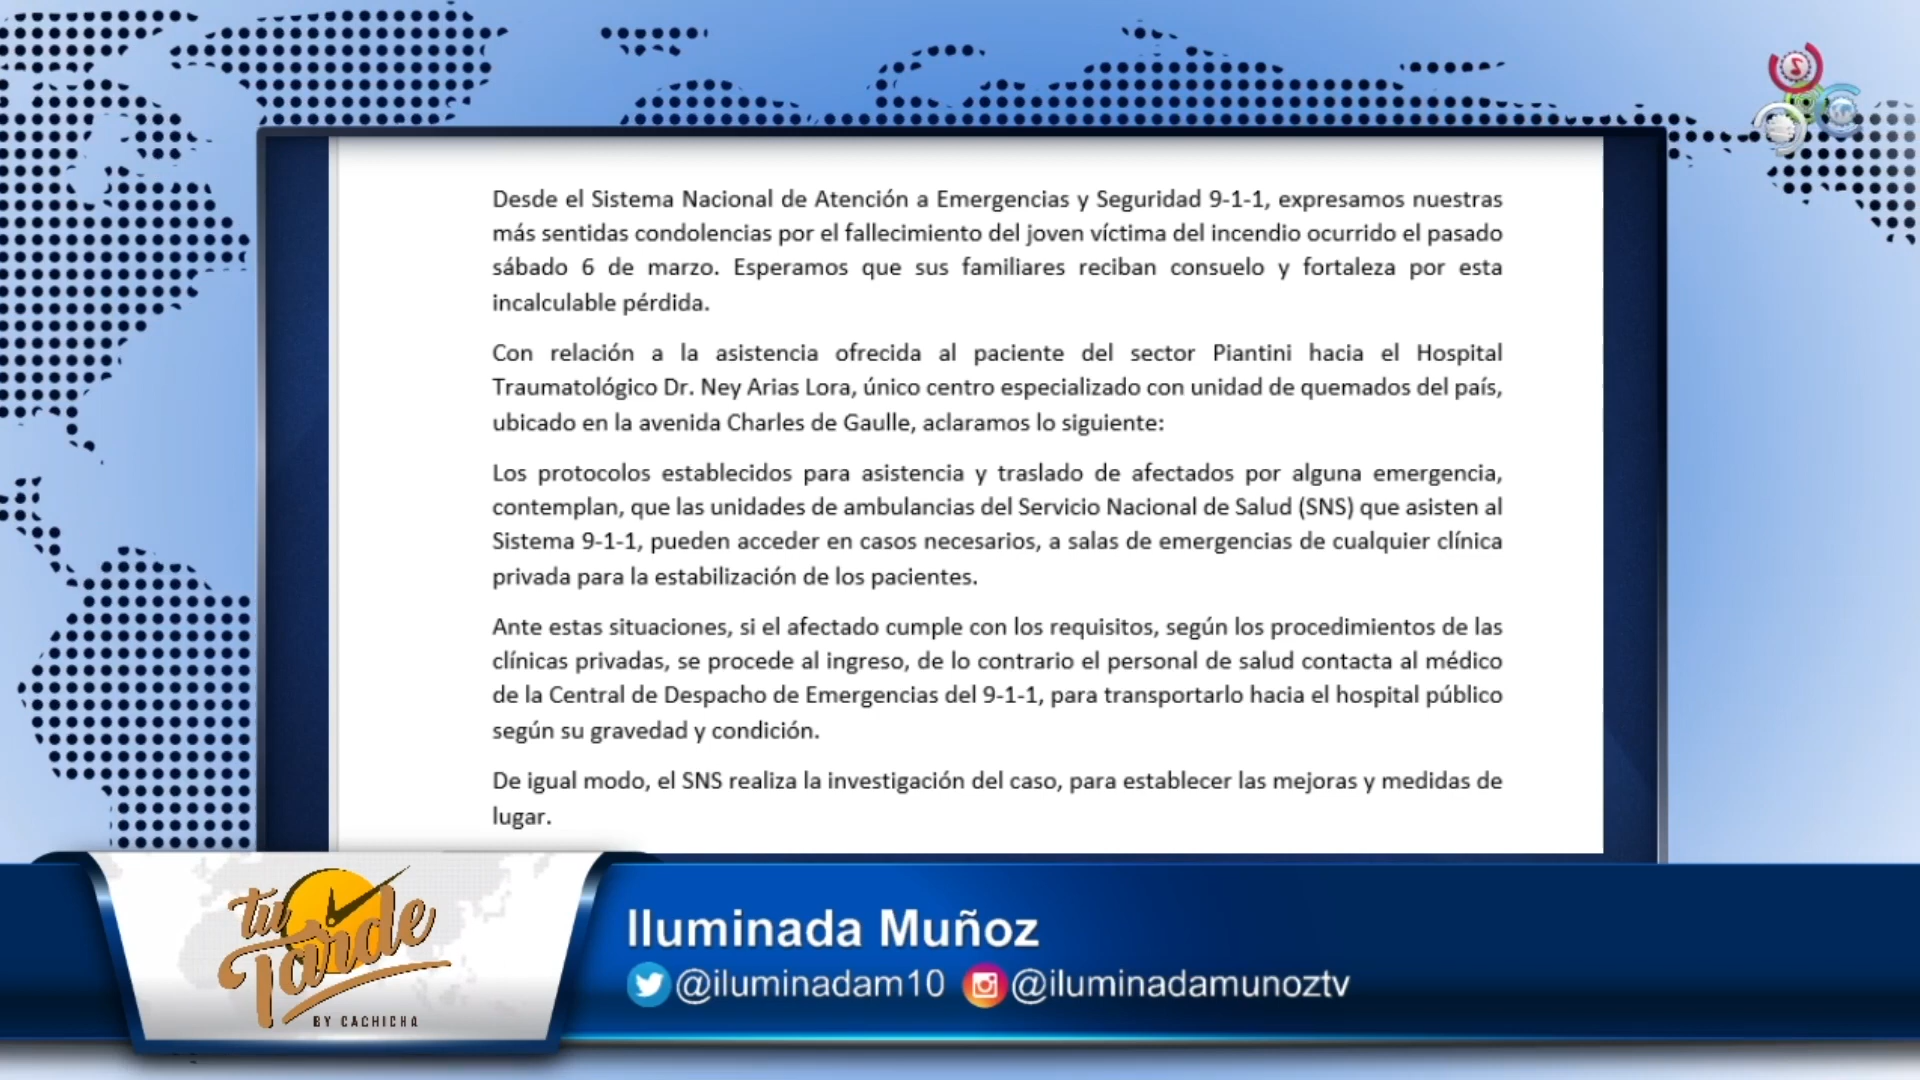 Desde el Sistema Nacional de Atención a Emergencias y Seguridad 9-1-1, expresamos nuestras
más sentidas condolencias por el fallecimiento del joven víctima del incendio ocurrido el pasado
sábado 6 de marzo. Esperamos que sus familiares reciban consuelo y fortaleza por esta
incalculable pérdida.
Con relación a la asistencia ofrecida al paciente del sector Piantini hacia el Hospital
Traumatológico Dr. Ney Arias Lora, único centro especializado con unidad de quemados del país,
ubicado en la avenida Charles de Gaulle, aclaramos lo siguiente:
Los protocolos establecidos para asistencia y traslado de afectados por alguna emergencia,
contemplan, que las unidades de ambulancias del Servicio Nacional de Salud (SNS) que asisten al
Sistema 9-1-1, pueden acceder en casos necesarios, a salas de emergencias de cualquier clínica
privada para la estabilización de los pacientes.
Ante estas situaciones, si el afectado cumple con los requisitos, según los procedimientos de las
clínicas privadas, se procede al ingreso, de lo contrario el personal de salud contacta al médico
de la Central de Despacho de Emergencias del 9-1-1, para transportarlo hacia el hospital público
según su gravedad y condición.
De igual modo, el SNS realiza la investigación del caso, para establecer las mejoras y medidas de
lugar.
tu
Tarde
BY CACHICHA
Iluminada Muñoz
@iluminadam10 @iluminadamunoztv